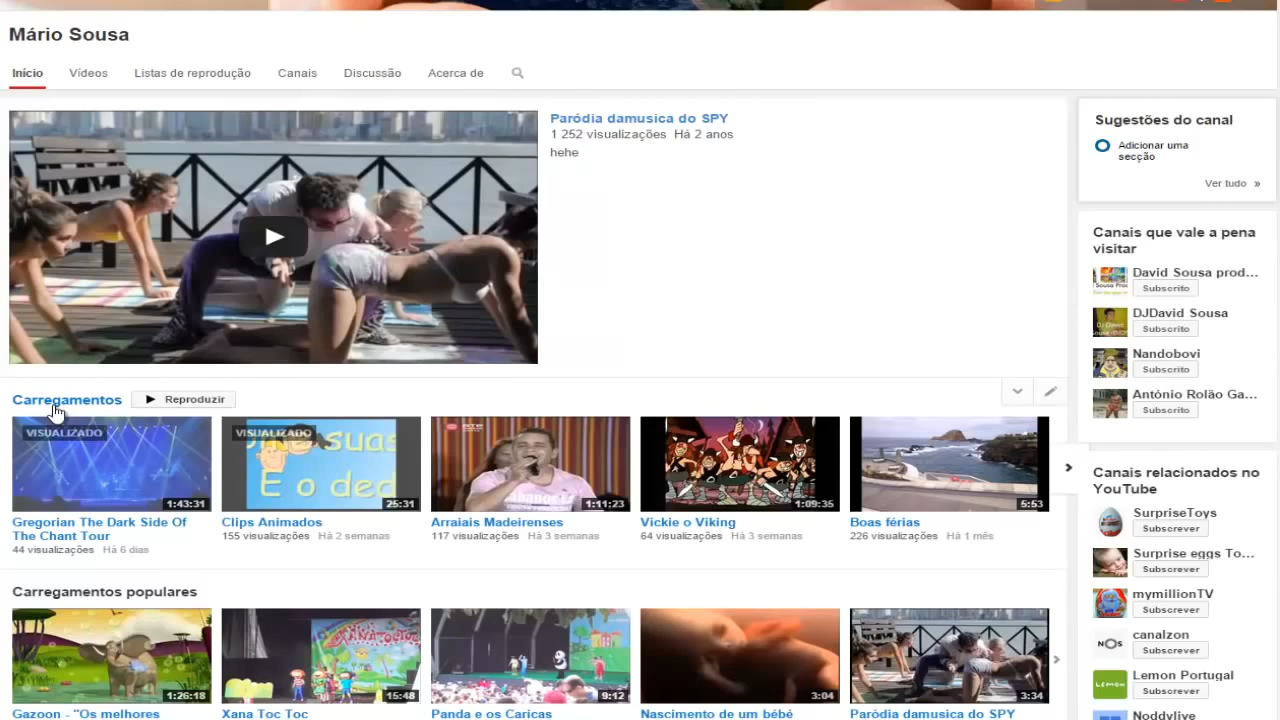 Mário Sousa
Início Vídeos Listas de reprodução Canais Discussão Acerca de
Paródia damusica do SPY
1 252 visualizações Há 2 anos
hehe
Sugestões do canal
Adicionar uma
secção
Ver tudo »
Canais que vale a pena
visitar
David Sousa prod...
Subscrito
DJDavid Sousa
Subscrito
Nandobovi
Subscrito
António Rolão Ga...
Subscrito
Carregamentos Reproduzir
VISUALIZADO
1:43:31
Gregorian The Dark Side Of
The Chant Tour
44 visualizações Há 6 dias
VISUALIZADO
suas
E o ded
25:31
Clips Animados
155 visualizações Há 2 semanas
1:11:23
Arraiais Madeirenses
117 visualizações Há 3 semanas
1:09:35
Vickie o Viking
64 visualizações Há 3 semanas
5:53
Boas férias
226 visualizações Há 1 mês
Canais relacionados no
YouTube
SurpriseToys
Subscrever
Surprise eggs To...
Subscrever
mymillionTV
Subscrever
NOS
canalzon
Subscrever
LEMON
Lemon Portugal
Subscrever
Noddylive
Carregamentos populares
1:26:18
Gazoon - "Os melhores
15:48
Xana Toc Toc
9:12
Panda e os Caricas
3:04
Nascimento de um bébé
3:34
Paródia damusica do SPY